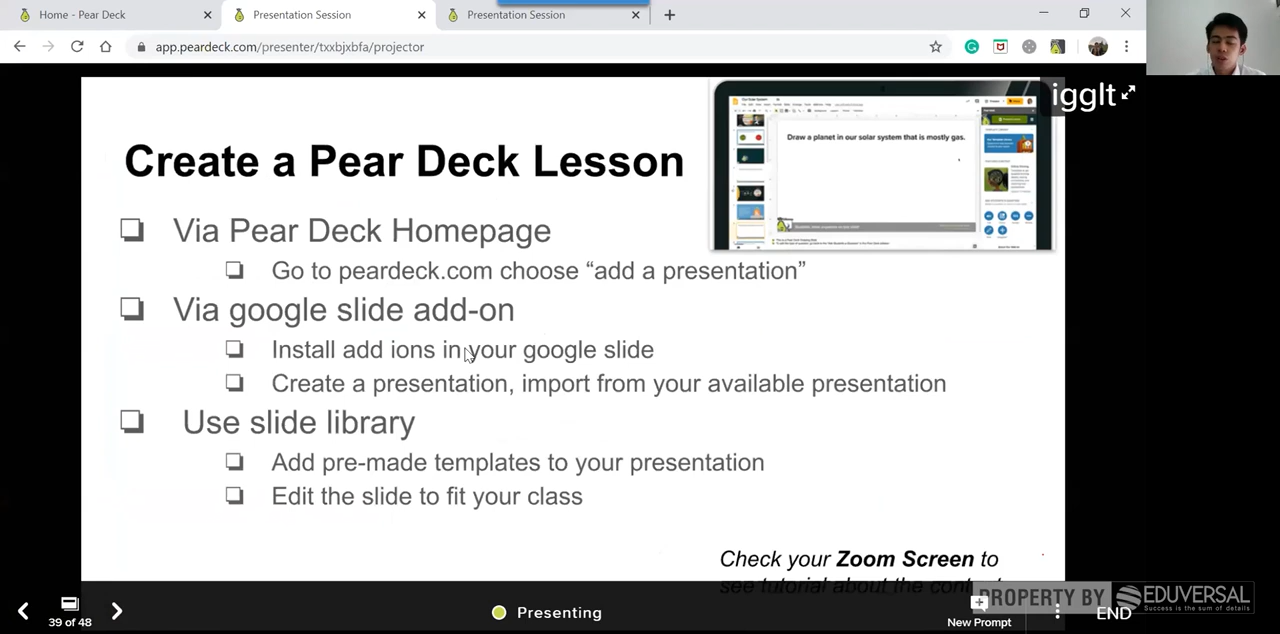 Home - Pear Deck
Presentation Session
Presentation Session
app.peardeck.com/presenter/txxbjxbfa/projector
igglt
Draw a planet in our solar system that is mostly gas.
Create a Pear Deck Lesson
Via Pear Deck Homepage
Go to peardeck.com choose “add a presentation”
Via google slide add-on
Install add ions in your google slide
Create a presentation, import from your available presentation
Use slide library
Add pre-made templates to your presentation
Edit the slide to fit your class
Check your Zoom Screen to
see tutorial about the
39 of 48
Presenting
New Prompt
END
PROPERTY BY
EDUVERSAL
Success is the sum of details